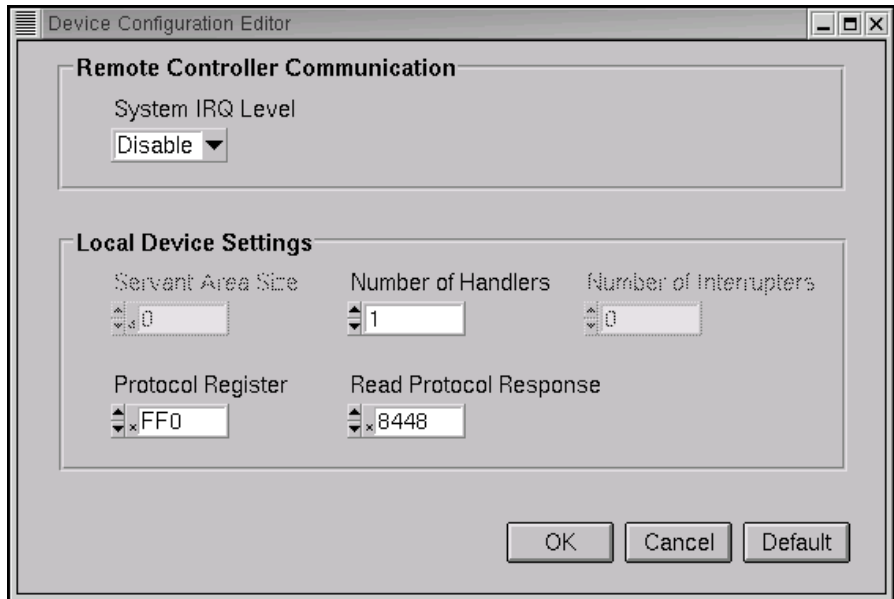 Device Configuration Editor
Remote Controller Communication
System IRQ Level
Disable
Local Device Settings
Servant Area Size
Number of Handlers
Number of Interrupters
d 0
1
0
Protocol Register
Read Protocol Response
x FF0
x 8448
OK
Cancel
Default